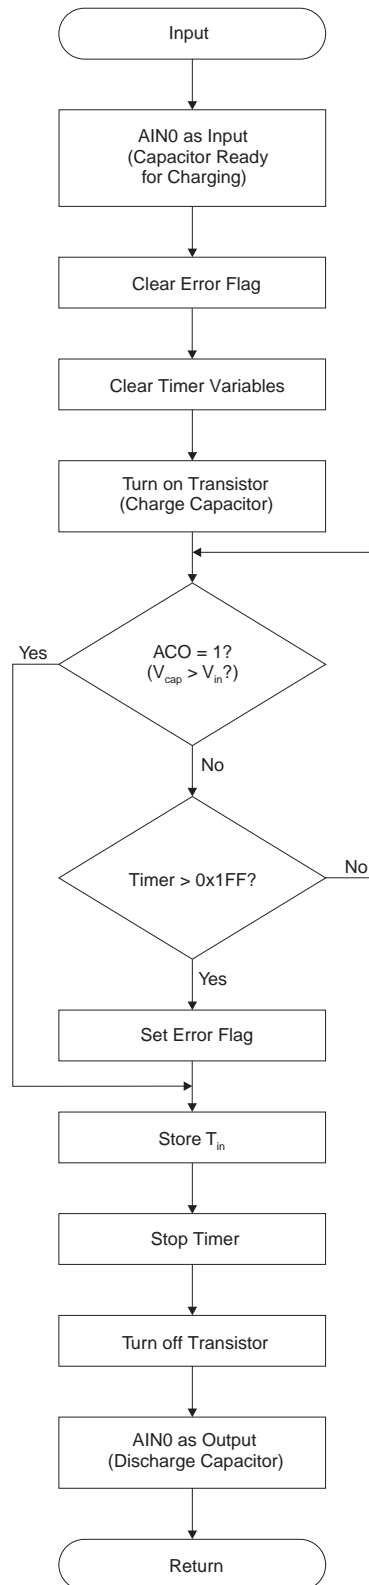 Input
AIN0 as Input
(Capacitor Ready
for Charging)
Clear Error Flag
Clear Timer Variables
Turn on Transistor
(Charge Capacitor)
Yes
ACO = 1?
(Vcap > Vin?)
No
Timer > 0x1FF?
No
Yes
Set Error Flag
Store Tin
Stop Timer
Turn off Transistor
AIN0 as Output
(Discharge Capacitor)
Return